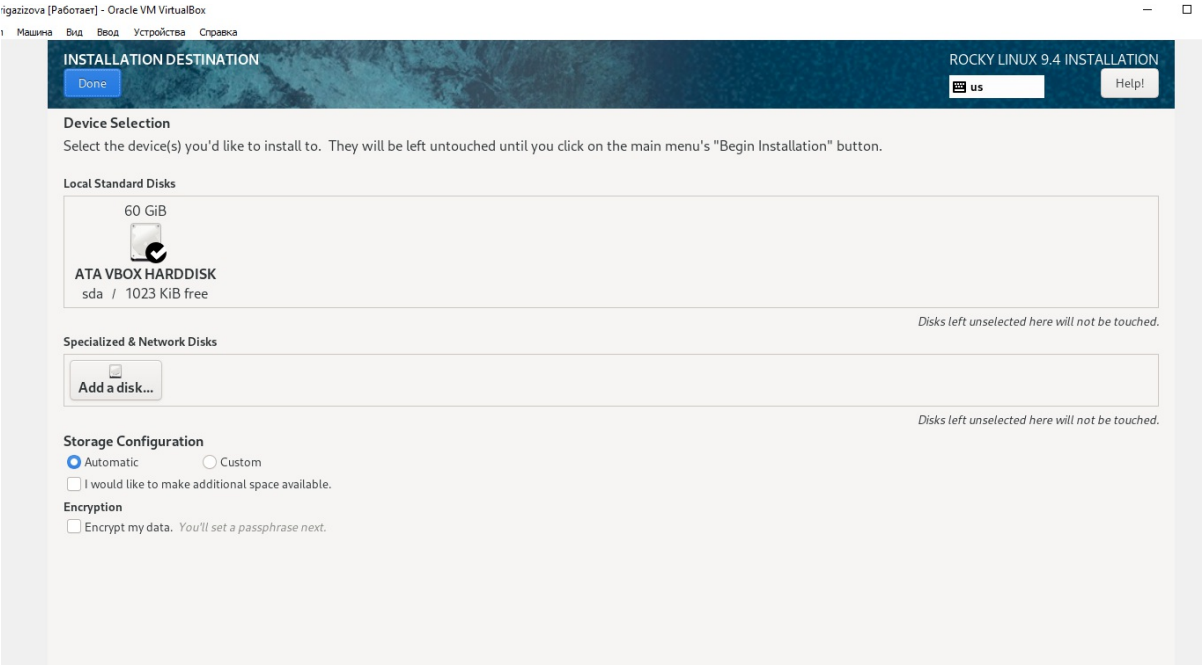 rigazizova [Работает] - Oracle VM VirtualBox
Машина Вид Ввод Устройства Справка
INSTALLATION DESTINATION
ROCKY LINUX 9.4 INSTALLATION
Done
us
Help!
Device Selection
Select the device(s) you'd like to install to. They will be left untouched until you click on the main menu's "Begin Installation" button.
Local Standard Disks
60 GiB
ATA VBOX HARDDISK
sda / 1023 KiB free
Disks left unselected here will not be touched.
Specialized & Network Disks
Add a disk...
Disks left unselected here will not be touched.
Storage Configuration
Automatic Custom
I would like to make additional space available.
Encryption
Encrypt my data. You'll set a passphrase next.